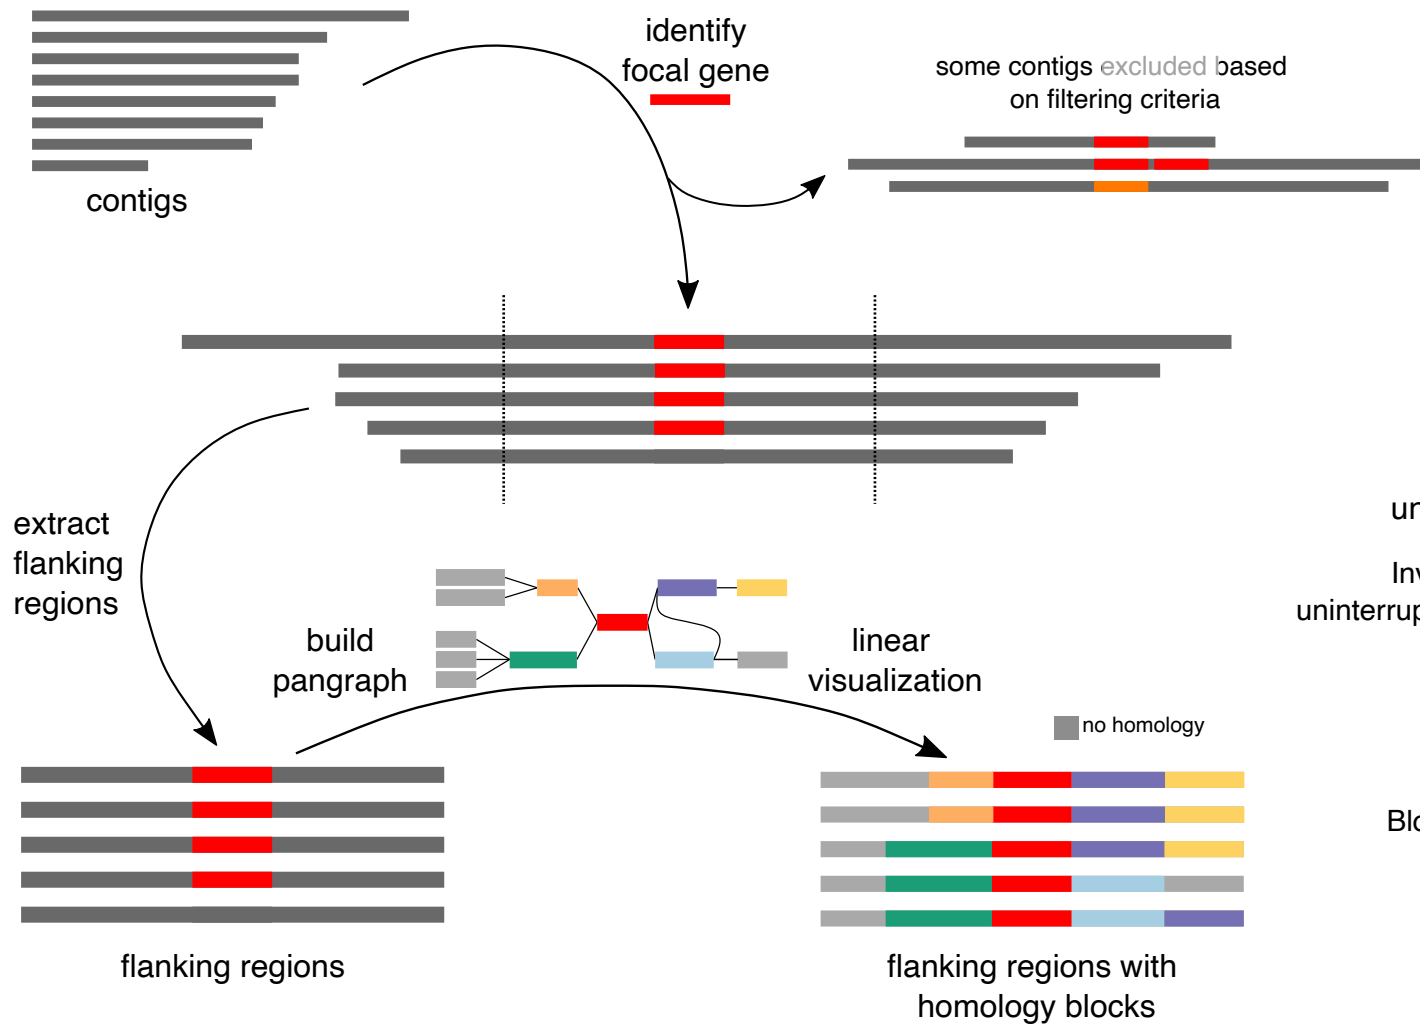 identify
focal gene
some contigs excluded based
on filtering criteria
contigs
extract
flanking
regions
build
pangraph
linear
visualization
no homology
flanking regions
flanking regions with
homology blocks